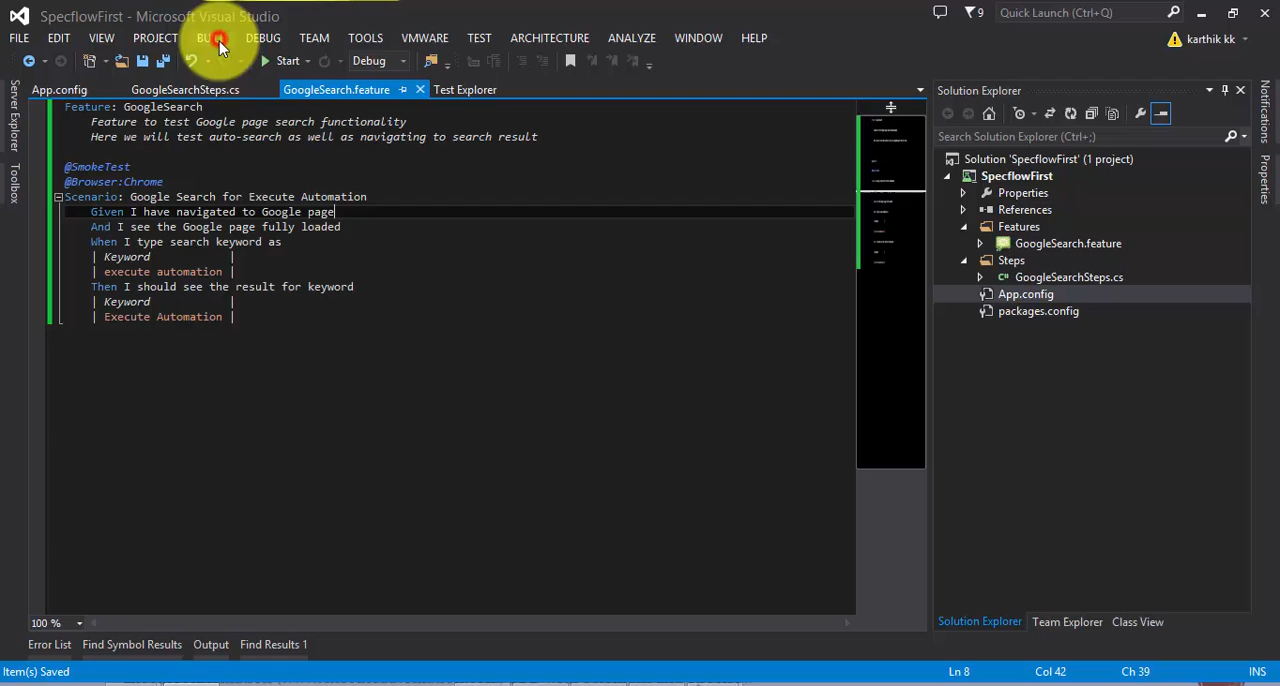 SpecflowFirst - Microsoft Visual Studio
9
Quick Launch (Ctrl+Q)
FILE EDIT VIEW PROJECT DEBUG TEAM TOOLS VMWARE TEST ARCHITECTURE ANALYZE WINDOW HELP
karthik kk
Start Debug
App.config GoogleSearchSteps.cs GoogleSearch.feature Test Explorer
Server Explorer
Toolbox
Feature: GoogleSearch
Feature to test Google page search functionality
Here we will test auto-search as well as navigating to search result
@SmokeTest
@Browser:Chrome
Scenario: Google Search for Execute Automation
Given I have navigated to Google page
And I see the Google page fully loaded
When I type search keyword as
| Keyword |
| execute automation |
Then I should see the result for keyword
| Keyword |
| Execute Automation |
100 %
Solution Explorer
Search Solution Explorer (Ctrl+;)
Solution 'SpecflowFirst' (1 project)
SpecflowFirst
Properties
References
Features
GoogleSearch.feature
Steps
GoogleSearchSteps.cs
App.config
packages.config
Notifications
Properties
Solution Explorer Team Explorer Class View
Error List Find Symbol Results Output Find Results 1
Item(s) Saved Ln 8 Col 42 Ch 39 INS